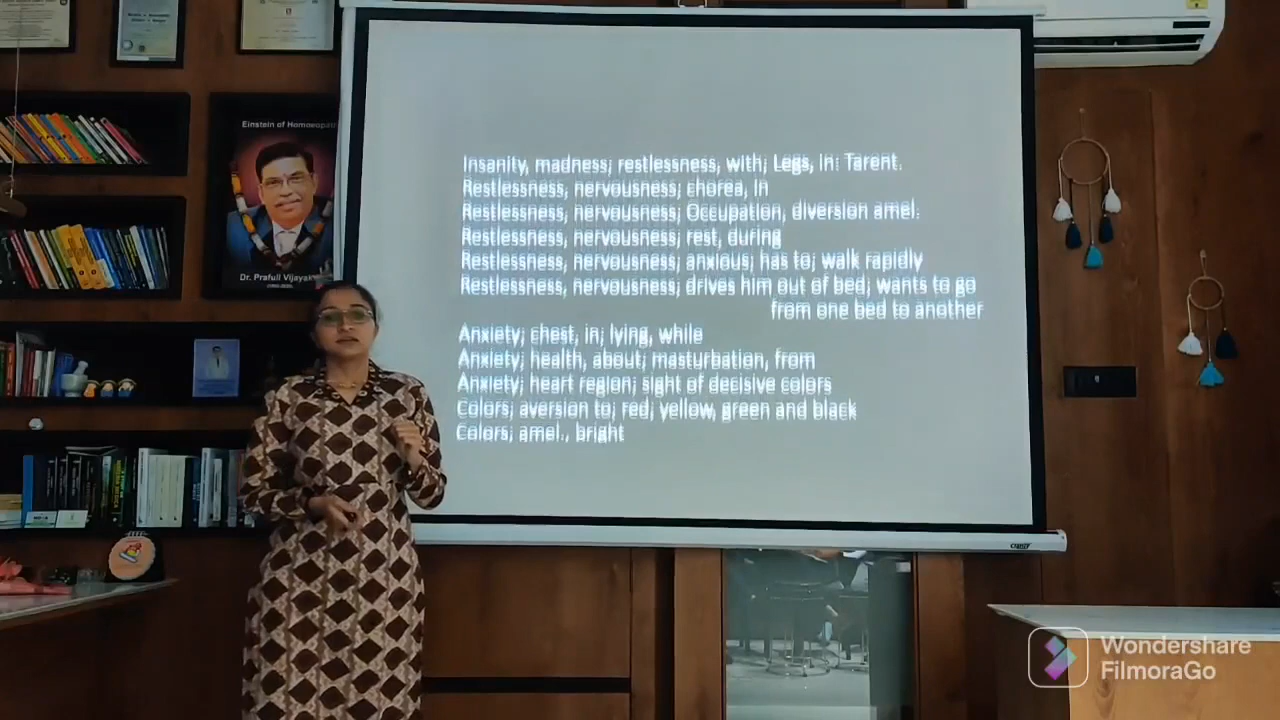 Einstein of Homoeopat
Dr. Prafull Vijayak
Insanity, madness; restlessness, with; Legs, in: Tarent.
Restlessness, nervousness; chorea, in
Restlessness, nervousness; Occupation, diversion amel.
Restlessness, nervousness; rest, during
Restlessness, nervousness; anxious; has to; walk rapidly
Restlessness, nervousness; drives him out of bed; wants to go
from one bed to another
Anxiety; chest, in; lying, while
Anxiety; health, about; masturbation, from
Anxiety; heart region; sight of decisive colors
Colors; aversion to; red, yellow, green and black
Colors; amel., bright
Wondershare
FilmoraGo